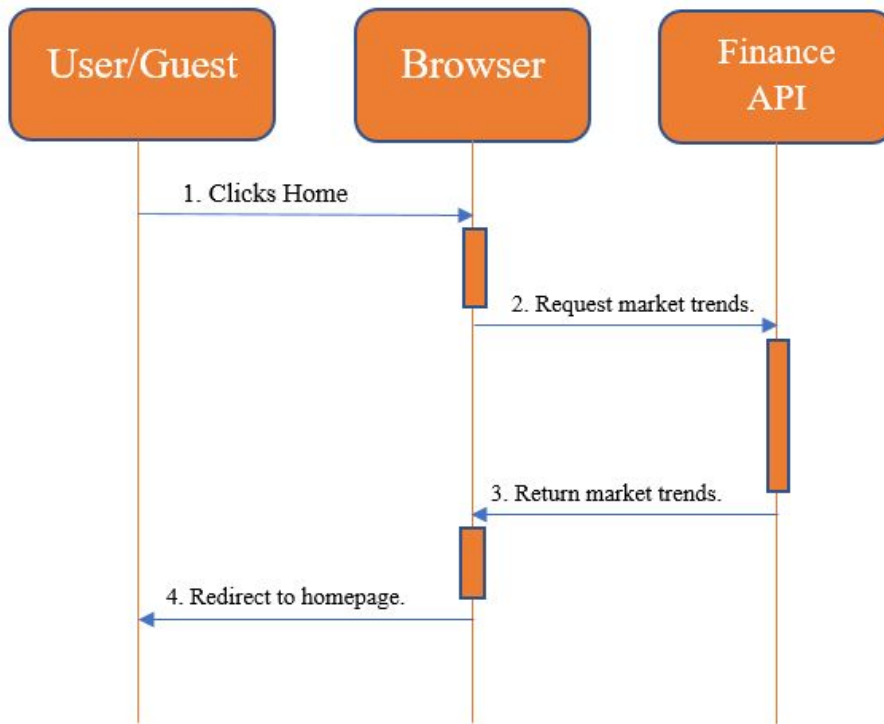 User/Guest
Browser
Finance
API
1. Clicks Home
2. Request market trends.
3. Return market trends.
4. Redirect to homepage.